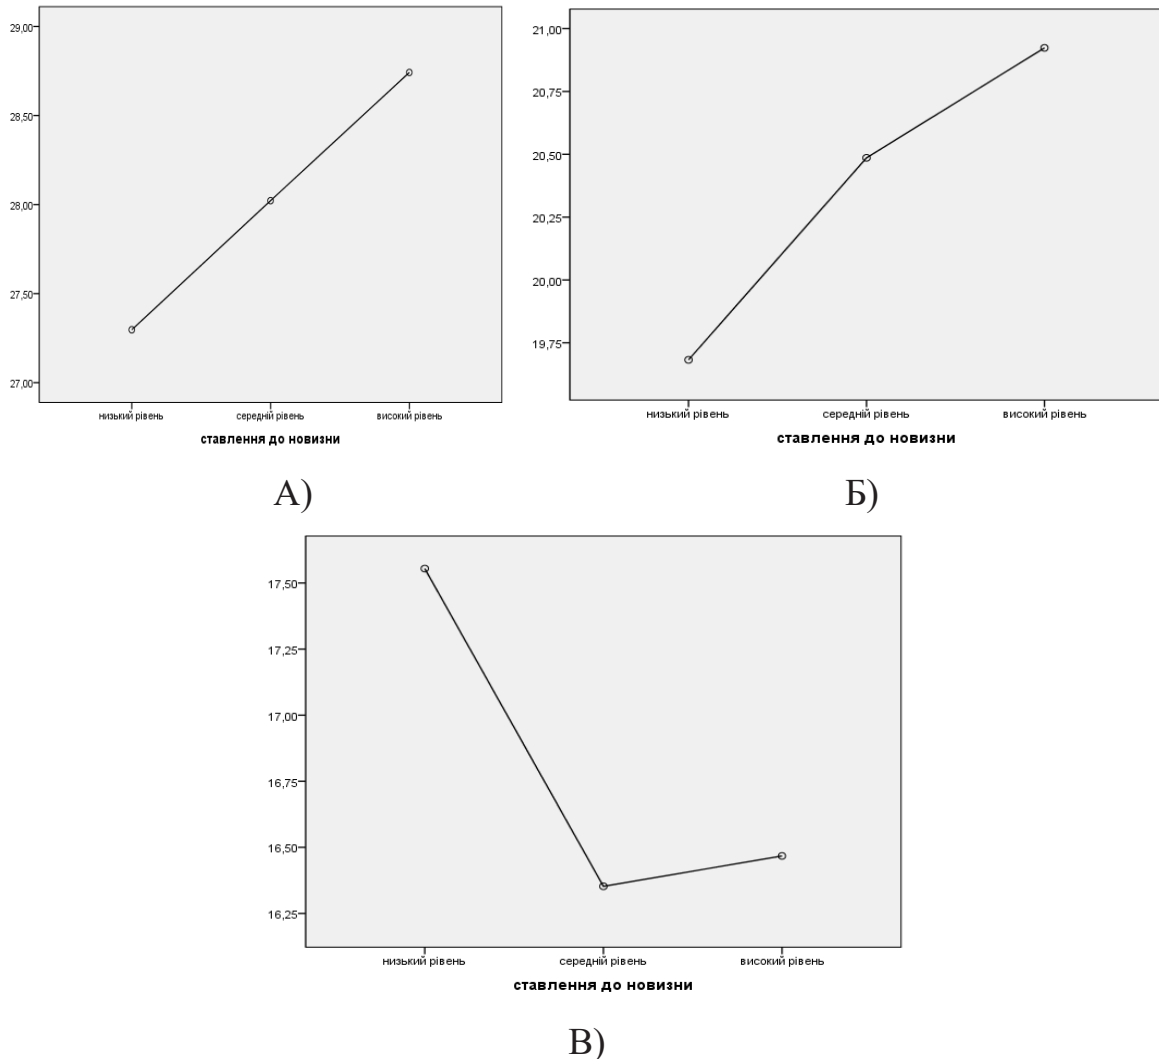 29,00
28,50
28,00
27,50
27,00
низький рівень середній рівень високий рівень
ставлення до новизни
А)
21,00
20,75
20,50
20,25
20,00
19,75
низький рівень середній рівень високий рівень
ставлення до новизни
Б)
17,50
17,25
17,00
16,75
16,50
16,25
низький рівень середній рівень високий рівень
ставлення до новизни
В)